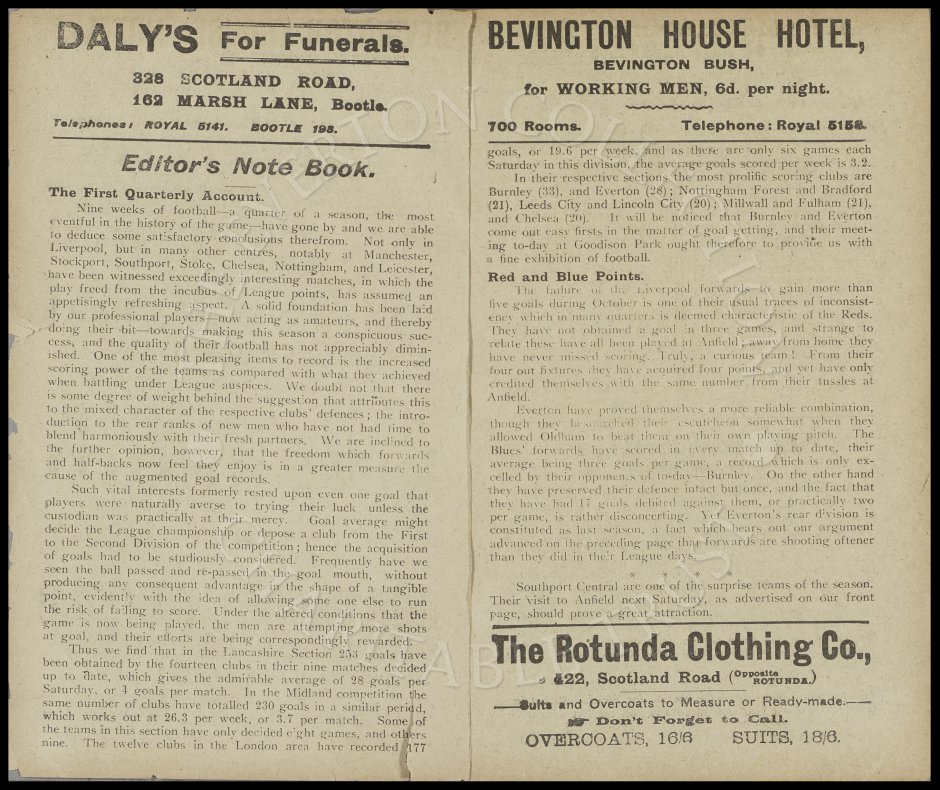 DALY'S For Funerals.
328 SCOTLAND ROAD,
162 MARSH LANE, Bootle.
Telephones: ROYAL 5141. BOOTLE 198.
Editor's Note Book.
The First Quarterly Account.
Nine weeks of football—a quarter of a season, the most
eventful in the history of the game—have gone by and we are able
to deduce some satisfactory conclusions therefrom. Not only in
Liverpool, but in many other centres, notably at Manchester,
Stockport, Southport, Stoke, Chelsea, Nottingham, and Leicester,
have been witnessed exceedingly interesting matches, in which the
play freed from the incubus of League points, has assumed an
appetisingly refreshing aspect. A solid foundation has been laid
by our professional players—now acting as amateurs, and thereby
doing their bit—towards making this season a conspicuous suc-
cess, and the quality of their football has not appreciably dimin-
ished. One of the most pleasing items to record is the increased
scoring power of the teams as compared with what they achieved
when battling under League auspices. We doubt not that there
is some degree of weight behind the suggestion that attributes this
to the mixed character of the respective clubs' defences; the intro-
duction to the rear ranks of new men who have not had time to
blend harmoniously with their fresh partners. We are inclined to
the further opinion, however, that the freedom which forwards
and half-backs now feel they enjoy is in a greater measure the
cause of the augmented goal records.
Such vital interests formerly rested upon even one goal that
players were naturally averse to trying their luck unless the
custodian was practically at their mercy. Goal average might
decide the League championship or depose a club from the First
to the Second Division of the competition; hence the acquisition
of goals had to be studiously considered. Frequently have we
seen the ball passed and re-passed in the goal mouth, without
producing any consequent advantage in the shape of a tangible
point, evidently with the idea of allowing some one else to run
the risk of failing to score. Under the altered conditions that the
game is now being played, the men are attempting more shots
at goal, and their efforts are being correspondingly rewarded.
Thus we find that in the Lancashire Section 253 goals have
been obtained by the fourteen clubs in their nine matches decided
up to date, which gives the admirable average of 28 goals per
Saturday, or 4 goals per match. In the Midland competition the
same number of clubs have totalled 230 goals in a similar period,
which works out at 26.3 per week, or 3.7 per match. Some of
the teams in this section have only decided eight games, and others
nine. The twelve clubs in the London area have recorded 177
BEVINGTON HOUSE HOTEL,
BEVINGTON BUSH,
for WORKING MEN, 6d. per night.
700 Rooms. Telephone: Royal 5158.
goals, or 19.6 per week, and as there are only six games each
Saturday in this division, the average goals scored per week is 3.2.
In their respective sections the most prolific scoring clubs are
Burnley (33), and Everton (28); Nottingham Forest and Bradford
(21), Leeds City and Lincoln City (20); Millwall and Fulham (21),
and Chelsea (20). It will be noticed that Burnley and Everton
come out easy firsts in the matter of goal getting, and their meet-
ing to-day at Goodison Park ought therefore to provide us with
a fine exhibition of football.
Red and Blue Points.
The failure of the Liverpool forwards to gain more than
five goals during October is one of their usual traces of inconsist-
ency which in many quarters is deemed characteristic of the Reds.
They have not obtained a goal in three games, and strange to
relate these have all been played at Anfield; away from home they
have never missed scoring. Truly, a curious team! From their
four out fixtures they have acquired four points, and yet have only
credited themselves with the same number from their tussles at
Anfield.
Everton have proved themselves a more reliable combination,
though they besmatched their escutcheon somewhat when they
allowed Oldham to beat them on their own playing pitch. The
Blues' forwards have scored in every match up to date, their
average being three goals per game, a record which is only ex-
celled by their opponents of to-day—Burnley. On the other hand
they have preserved their defence intact but once, and the fact that
they have had 17 goals debited against them, or practically two
per game, is rather disconcerting. Yet Everton's rear division is
constituted as last season, a fact which bears out our argument
advanced on the preceding page that forwards are shooting oftener
than they did in their League days.
* * * *
Southport Central are one of the surprise teams of the season.
Their visit to Anfield next Saturday, as advertised on our front
page, should prove a great attraction.
The Rotunda Clothing Co.,
422, Scotland Road (Opposite ROTUNDA.)
Suits and Overcoats to Measure or Ready-made.
Don't Forget to Call.
OVERCOATS, 16/6 SUITS, 18/6.